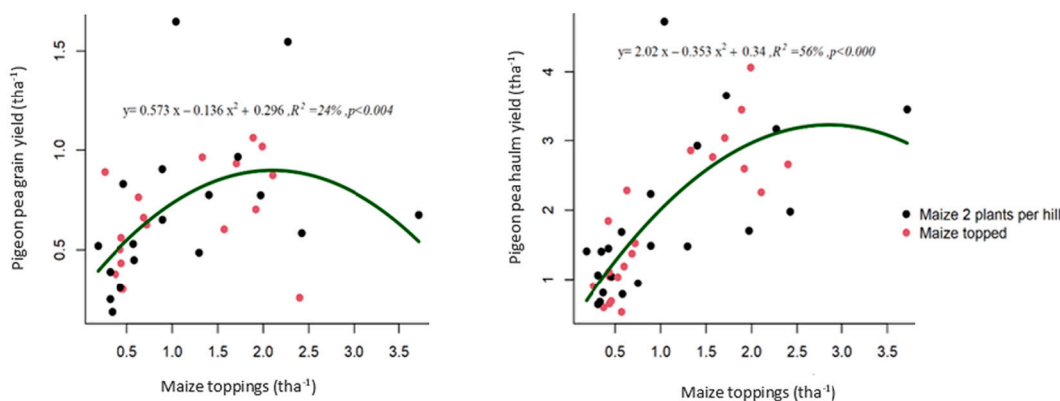 Pigeon pea grain yield (tha⁻¹)
1.5
1.0
0.5
y= 0.573 x − 0.136 x² + 0.296 ,R² =24% ,p<0.004
0.5 1.0 1.5 2.0 2.5 3.0 3.5
Maize toppings (tha⁻¹)
Pigeon pea haulm yield (tha⁻¹)
4
3
2
1
y= 2.02 x − 0.353 x² + 0.34 ,R² =56% ,p<0.000
0.5 1.0 1.5 2.0 2.5 3.0 3.5
Maize toppings (tha⁻¹)
Maize 2 plants per hill
Maize topped